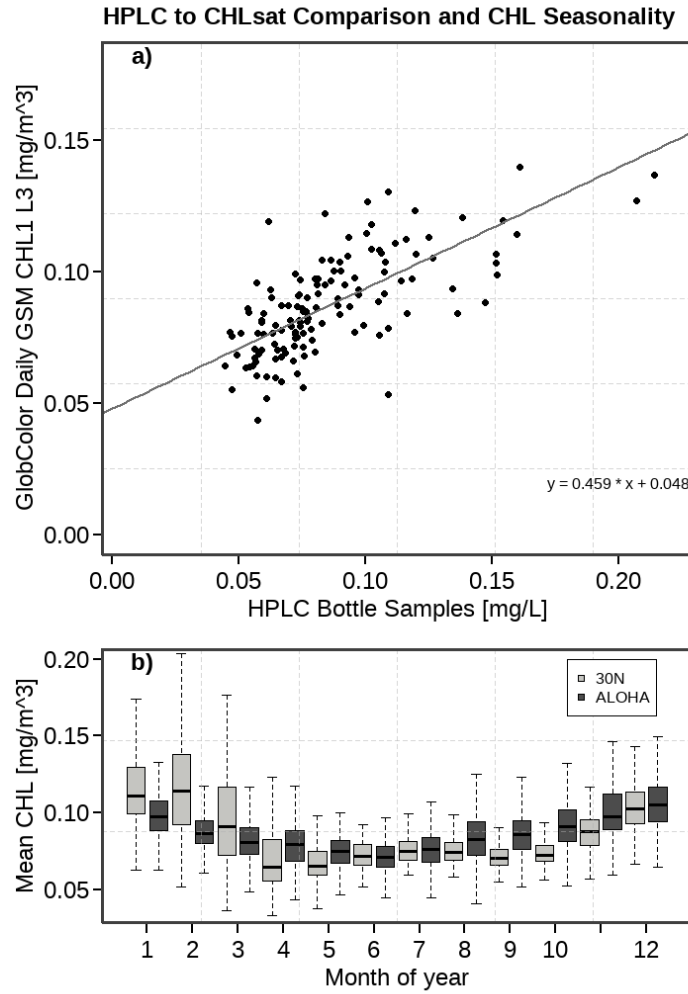 HPLC to CHLsat Comparison and CHL Seasonality
a)
GlobColor Daily GSM CHL1 L3 [mg/m^3]
0.15
0.10
0.05
0.00
y = 0.459 * x + 0.048
0.00 0.05 0.10 0.15 0.20
HPLC Bottle Samples [mg/L]
b)
Mean CHL [mg/m^3]
0.20
0.15
0.10
0.05
30N
ALOHA
1 2 3 4 5 6 7 8 9 10 12
Month of year